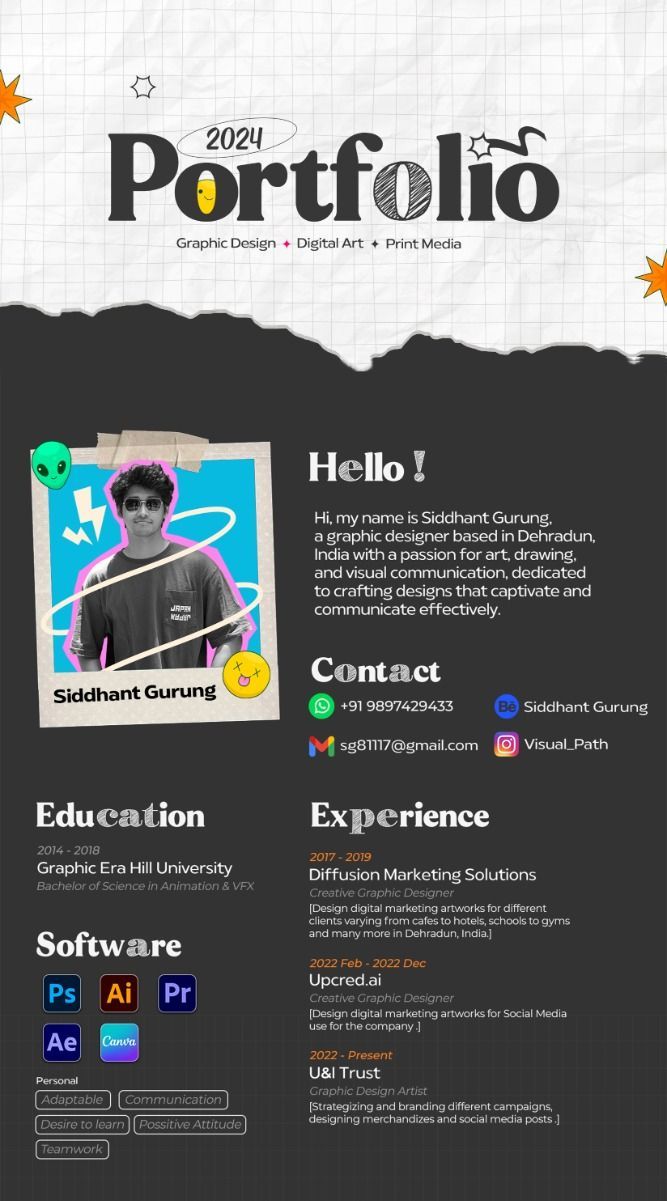 2024
Portfolio
Graphic Design ✦ Digital Art ✦ Print Media
Hello !
Hi, my name is Siddhant Gurung,
a graphic designer based in Dehradun,
India with a passion for art, drawing,
and visual communication, dedicated
to crafting designs that captivate and
communicate effectively.
JAPAN
Siddhant Gurung
Contact
+91 9897429433
Bē Siddhant Gurung
sg81117@gmail.com
Visual_Path
Education
2014 - 2018
Graphic Era Hill University
Bachelor of Science in Animation & VFX
Software
Ps Ai Pr
Ae Canva
Personal
Adaptable Communication
Desire to learn Possitive Attitude
Teamwork
Experience
2017 - 2019
Diffusion Marketing Solutions
Creative Graphic Designer
[Design digital marketing artworks for different
clients varying from cafes to hotels, schools to gyms
and many more in Dehradun, India.]
2022 Feb - 2022 Dec
Upcred.ai
Creative Graphic Designer
[Design digital marketing artworks for Social Media
use for the company .]
2022 - Present
U&I Trust
Graphic Design Artist
[Strategizing and branding different campaigns,
designing merchandizes and social media posts .]